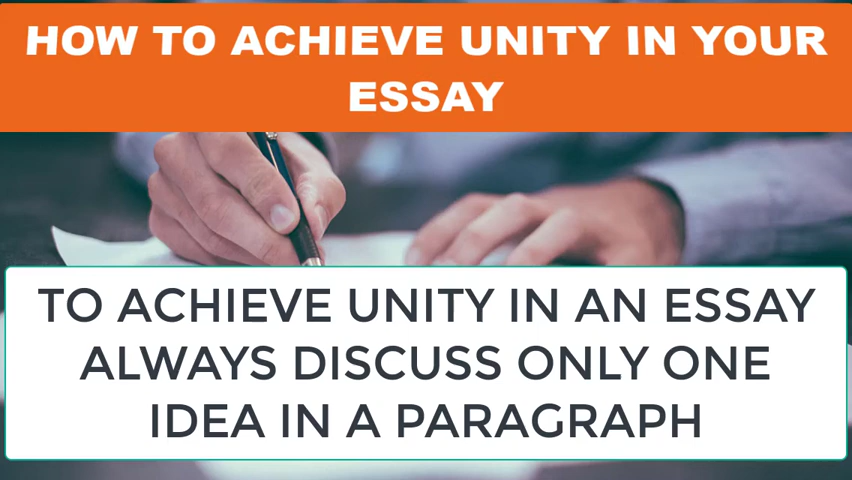 HOW TO ACHIEVE UNITY IN YOUR
ESSAY
TO ACHIEVE UNITY IN AN ESSAY
ALWAYS DISCUSS ONLY ONE
IDEA IN A PARAGRAPH